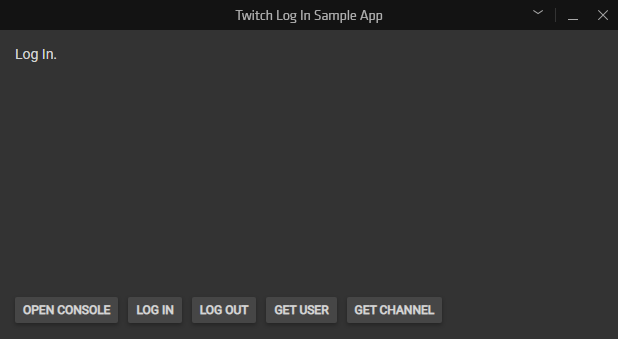 Twitch Log In Sample App
Log In.
OPEN CONSOLE LOG IN LOG OUT GET USER GET CHANNEL